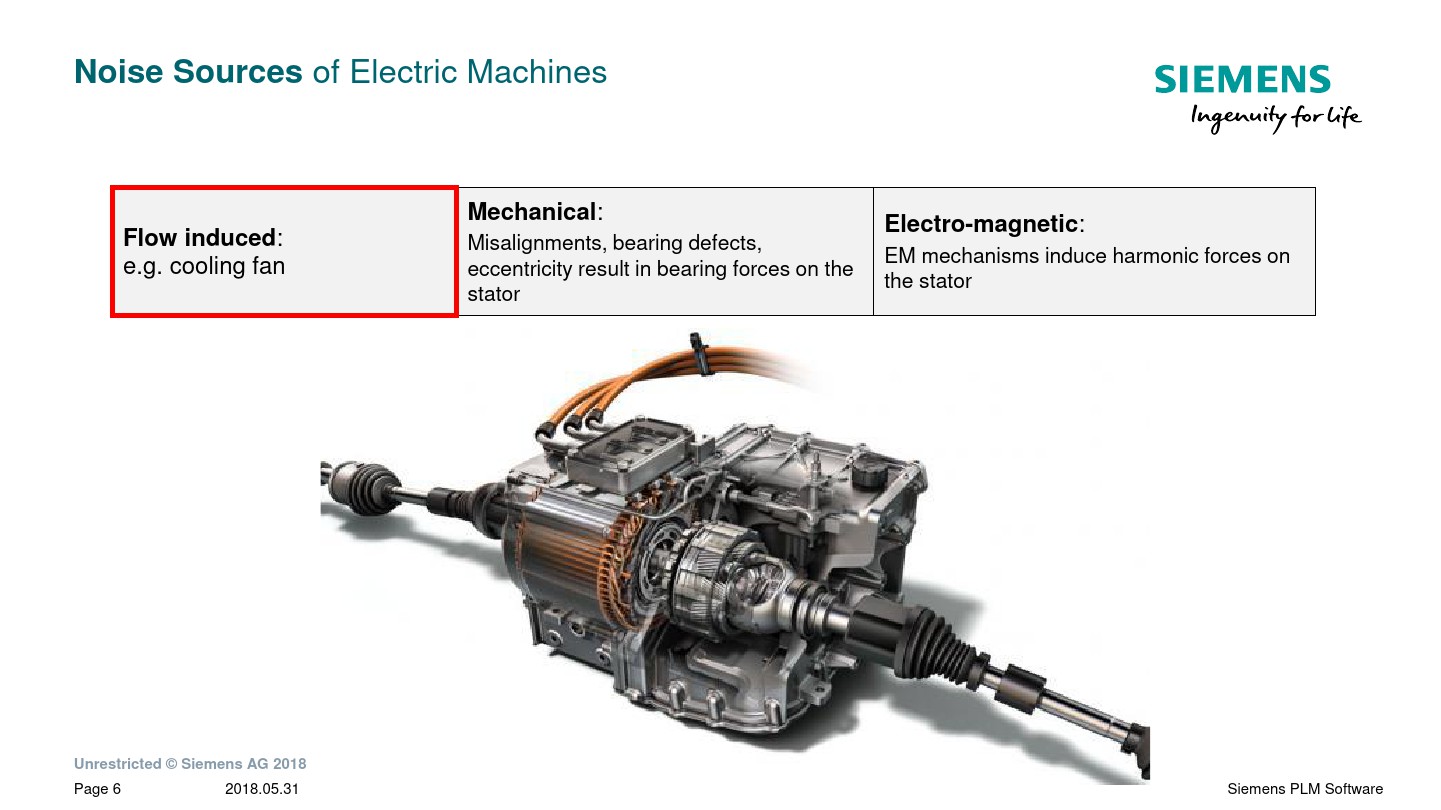 Noise Sources of Electric Machines
SIEMENS
Ingenuity for life
Flow induced:
e.g. cooling fan
Mechanical:
Misalignments, bearing defects,
eccentricity result in bearing forces on the
stator
Electro-magnetic:
EM mechanisms induce harmonic forces on
the stator
Unrestricted © Siemens AG 2018
Page 6
2018.05.31
Siemens PLM Software